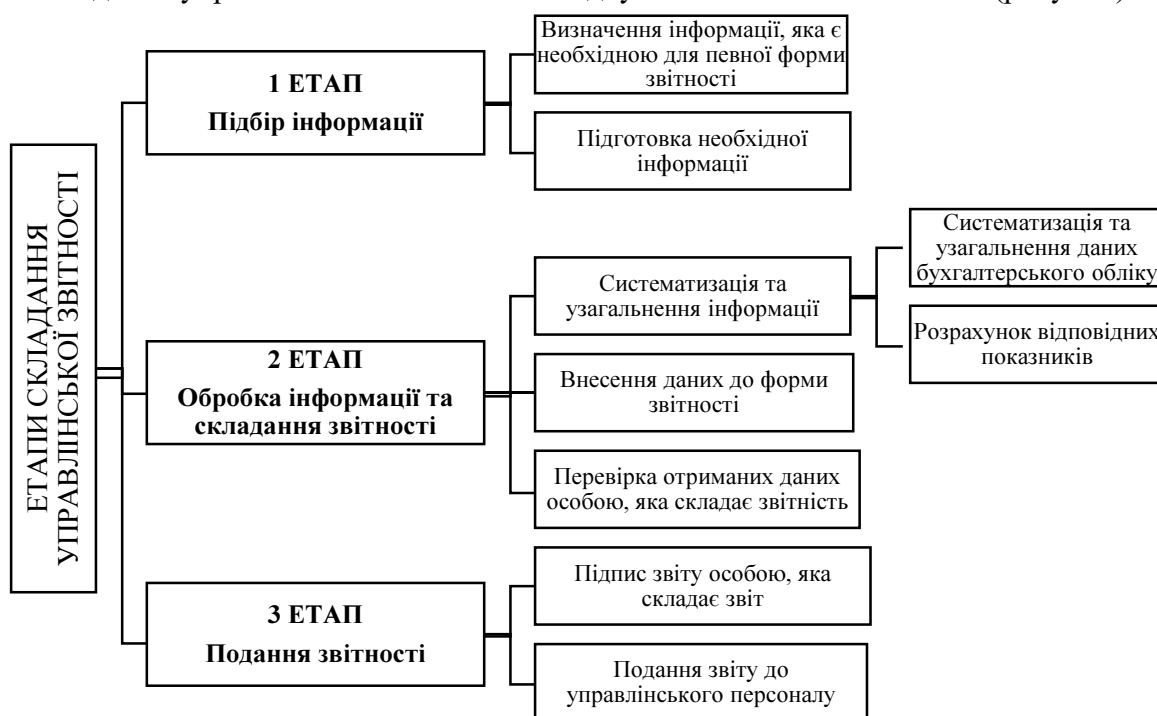 ЕТАПИ СКЛАДАННЯ
УПРАВЛІНСЬКОЇ ЗВІТНОСТІ
1 ЕТАП
Підбір інформації
Визначення інформації, яка є
необхідною для певної форми
звітності
Підготовка необхідної
інформації
2 ЕТАП
Обробка інформації та
складання звітності
Систематизація та
узагальнення інформації
Систематизація та
узагальнення даних
бухгалтерського обліку
Розрахунок відповідних
показників
Внесення даних до форми
звітності
Перевірка отриманих даних
особою, яка складає звітність
3 ЕТАП
Подання звітності
Підпис звіту особою, яка
складає звіт
Подання звіту до
управлінського персоналу